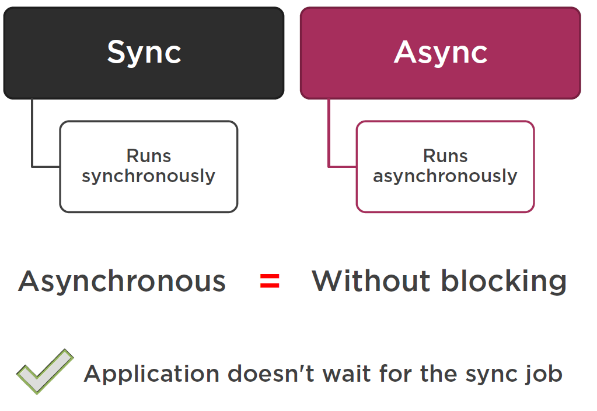 Sync
Async
Runs
synchronously
Runs
asynchronously
Asynchronous = Without blocking
Application doesn't wait for the sync job